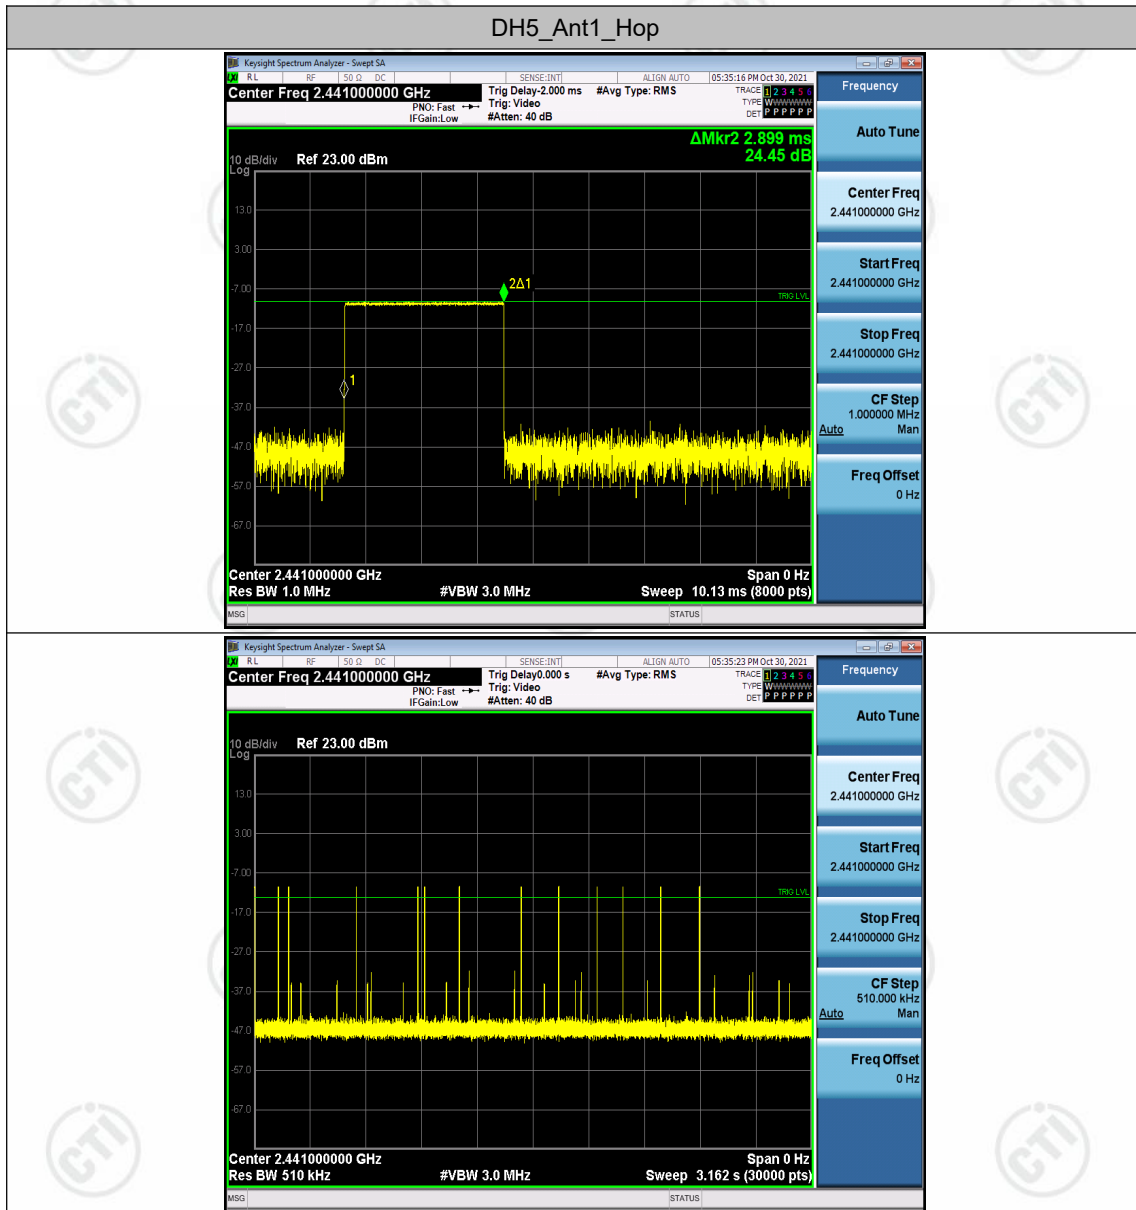 DH5_Ant1_Hop
Keysight Spectrum Analyzer - Swept SA
LXI RL RF 50 Ω DC SENSE:INT ALIGN AUTO 05:35:16 PM Oct 30, 2021
Center Freq 2.441000000 GHz
PNO: Fast
IFGain:Low
Trig Delay-2.000 ms
Trig: Video
#Atten: 40 dB
#Avg Type: RMS
TRACE 1 2 3 4 5 6
TYPE WWWWWW
DET P P P P P P
Frequency
ΔMkr2 2.899 ms
24.45 dB
10 dB/div
Log
Ref 23.00 dBm
13.0
3.00
-7.00
-17.0
-27.0
-37.0
-47.0
-57.0
-67.0
2Δ1
1
TRIG LVL
Center 2.441000000 GHz
Span 0 Hz
Res BW 1.0 MHz
#VBW 3.0 MHz
Sweep 10.13 ms (8000 pts)
MSG
STATUS
Auto Tune
Center Freq
2.441000000 GHz
Start Freq
2.441000000 GHz
Stop Freq
2.441000000 GHz
CF Step
1.000000 MHz
Auto Man
Freq Offset
0 Hz
Keysight Spectrum Analyzer - Swept SA
LXI RL RF 50 Ω DC SENSE:INT ALIGN AUTO 05:35:23 PM Oct 30, 2021
Center Freq 2.441000000 GHz
PNO: Fast
IFGain:Low
Trig Delay0.000 s
Trig: Video
#Atten: 40 dB
#Avg Type: RMS
TRACE 1 2 3 4 5 6
TYPE WWWWWW
DET P P P P P P
Frequency
10 dB/div
Log
Ref 23.00 dBm
13.0
3.00
-7.00
-17.0
-27.0
-37.0
-47.0
-57.0
-67.0
TRIG LVL
Center 2.441000000 GHz
Span 0 Hz
Res BW 510 kHz
#VBW 3.0 MHz
Sweep 3.162 s (30000 pts)
MSG
STATUS
Auto Tune
Center Freq
2.441000000 GHz
Start Freq
2.441000000 GHz
Stop Freq
2.441000000 GHz
CF Step
510.000 kHz
Auto Man
Freq Offset
0 Hz
CTI
CTI
CTI
CTI
CTI
CTI